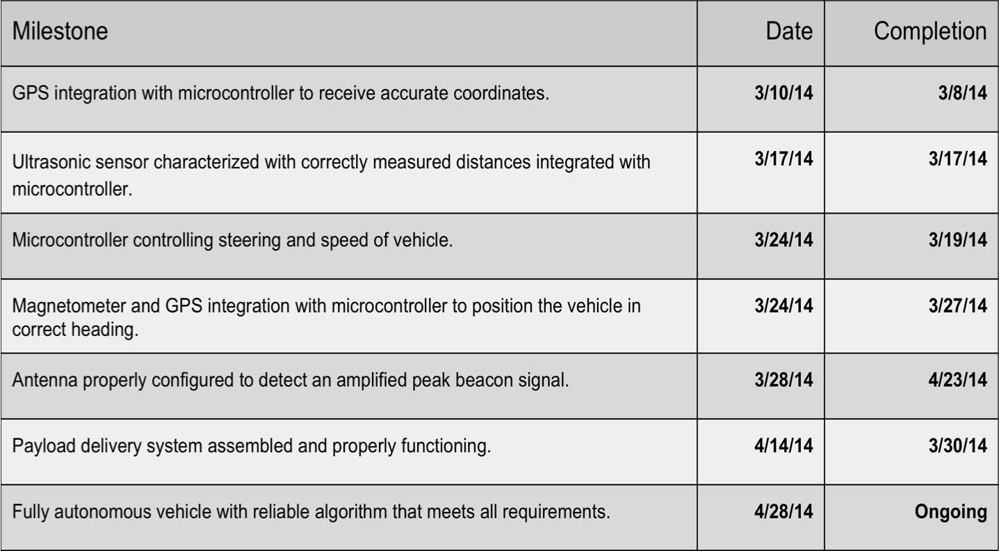 Milestone Date Completion
GPS integration with microcontroller to receive accurate coordinates. 3/10/14 3/8/14
Ultrasonic sensor characterized with correctly measured distances integrated with 3/17/14 3/17/14
microcontroller.
Microcontroller controlling steering and speed of vehicle. 3/24/14 3/19/14
Magnetometer and GPS integration with microcontroller to position the vehicle in 3/24/14 3/27/14
correct heading.
Antenna properly configured to detect an amplified peak beacon signal. 3/28/14 4/23/14
Payload delivery system assembled and properly functioning. 4/14/14 3/30/14
Fully autonomous vehicle with reliable algorithm that meets all requirements. 4/28/14 Ongoing